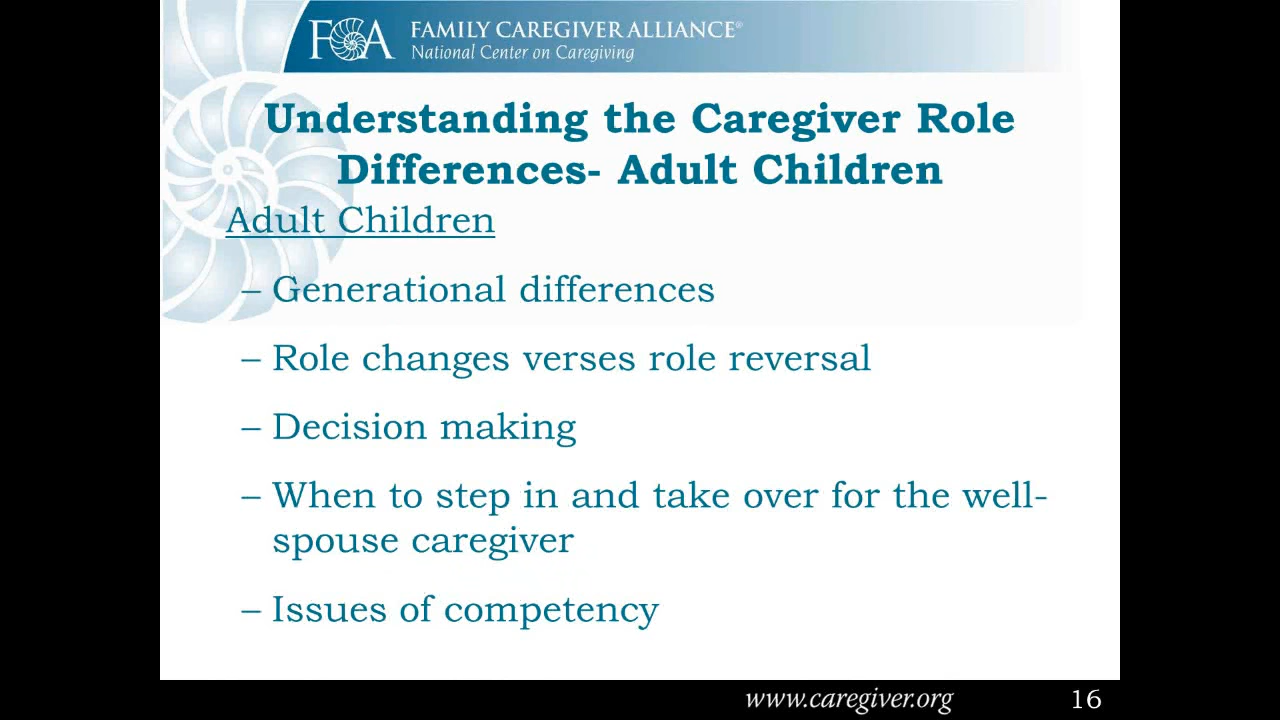 FCA FAMILY CAREGIVER ALLIANCE®
National Center on Caregiving
Understanding the Caregiver Role
Differences- Adult Children
Adult Children
– Generational differences
– Role changes verses role reversal
– Decision making
– When to step in and take over for the well-
spouse caregiver
– Issues of competency
www.caregiver.org
16